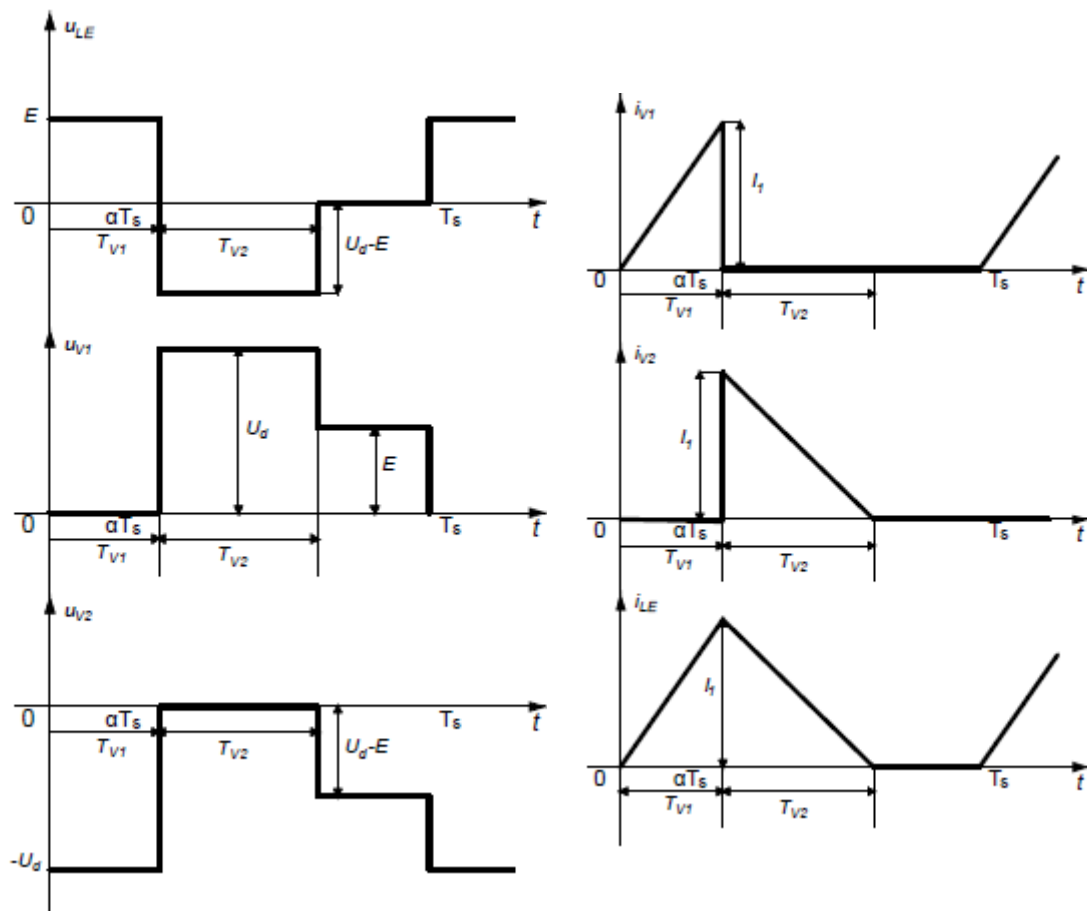 u_LE
E
0 αTs Ts t
T_V1 T_V2 U_d-E
u_V1
U_d E
0 αTs Ts t
T_V1 T_V2
u_V2
0 αTs Ts t
T_V1 T_V2 U_d-E
-U_d
i_V1
I_1
0 αTs Ts t
T_V1 T_V2
i_V2
I_1
0 αTs Ts t
T_V1 T_V2
i_LE
I_1
0 αTs Ts t
T_V1 T_V2